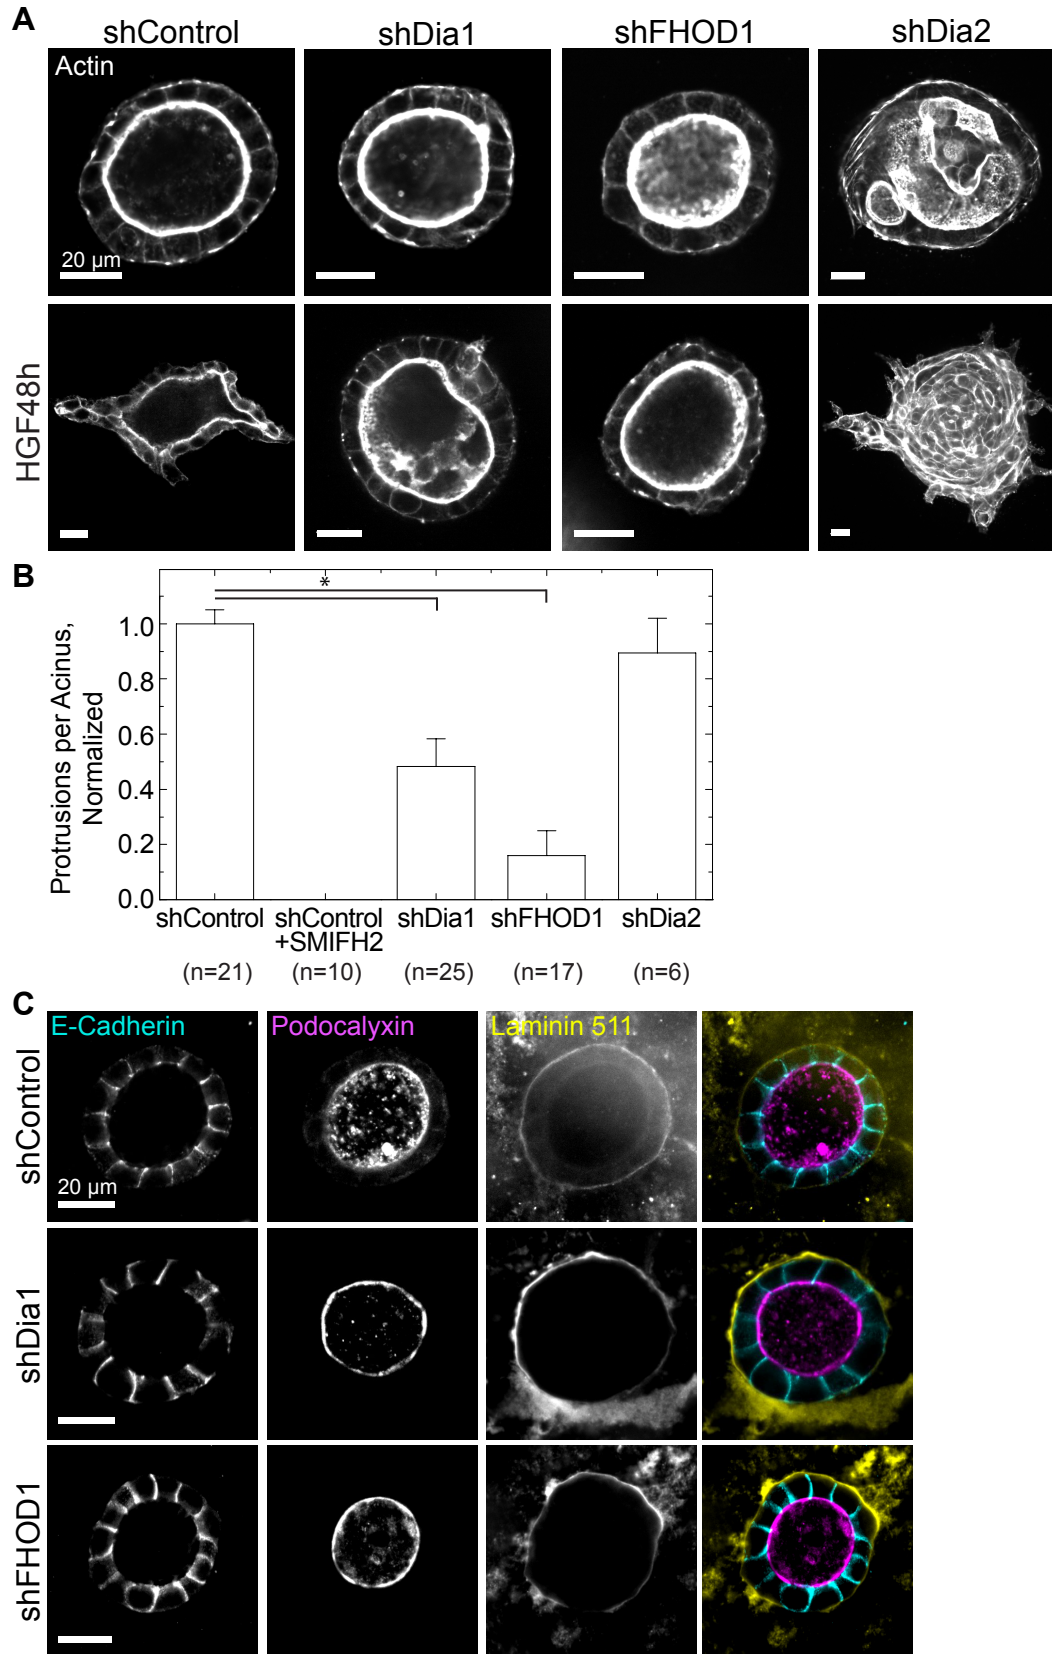 A
shControl
shDia1
shFHOD1
shDia2
Actin
20 µm
HGF48h
B
Protrusions per Acinus,
Normalized
*
1.0
0.8
0.6
0.4
0.2
0.0
shControl
shControl
+SMIFH2
shDia1
shFHOD1
shDia2
(n=21)
(n=10)
(n=25)
(n=17)
(n=6)
C
E-Cadherin
Podocalyxin
Laminin 511
shControl
20 µm
shDia1
shFHOD1